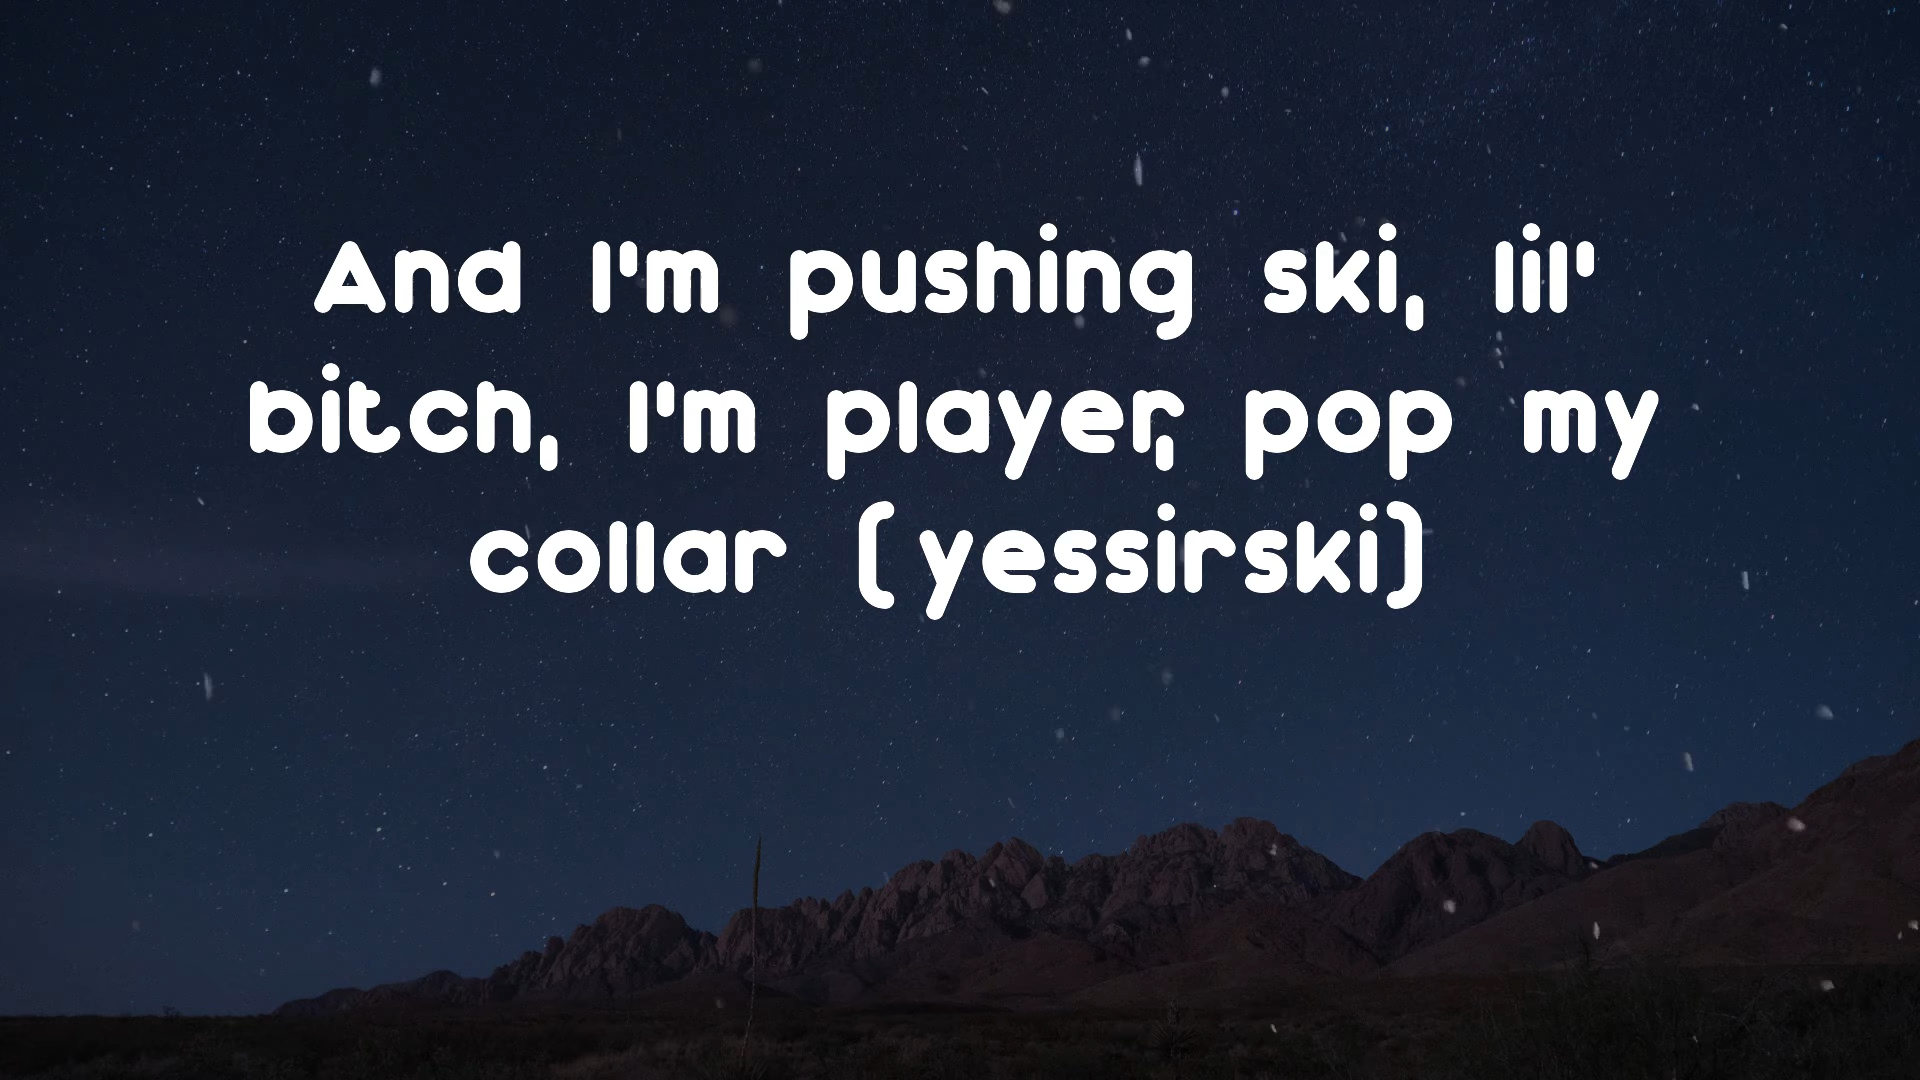 And I'm pushing ski, lil'
bitch, I'm player, pop my
collar (yessirski)